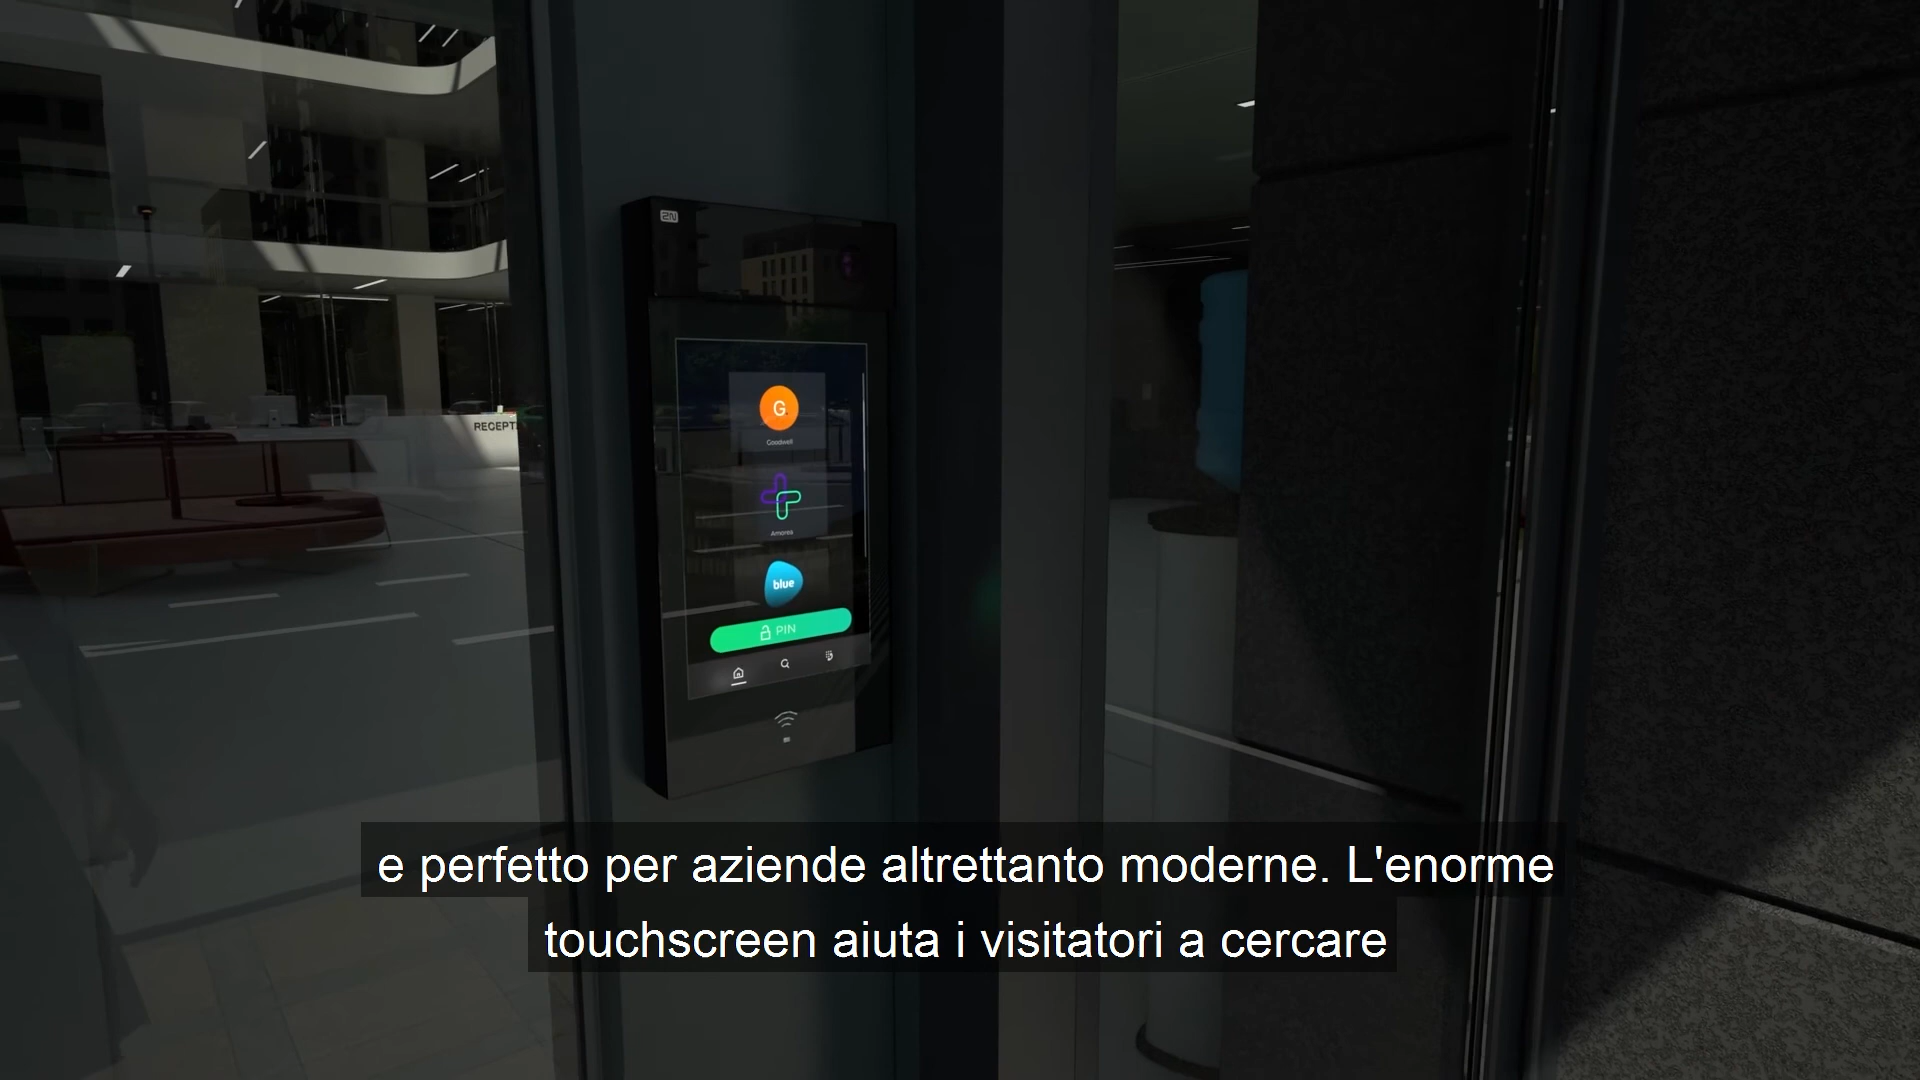 2N
RECEPT
G.
Goodwell
Amorea
blue
PIN
e perfetto per aziende altrettanto moderne. L'enorme
touchscreen aiuta i visitatori a cercare